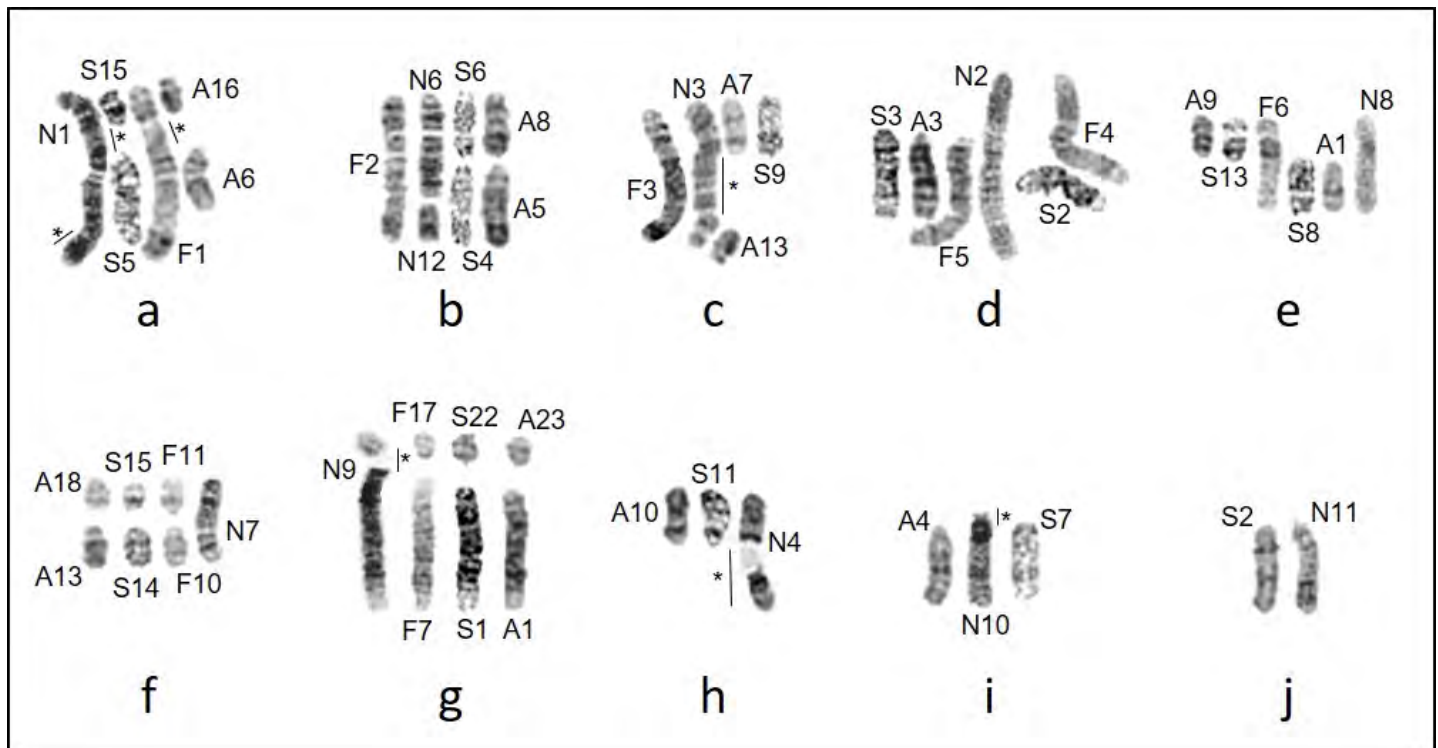 S15 A16 N1 * * A6 * S5 F1
a
N6 S6 A8 F2 A5 N12 S4
b
N3 A7 F3 * S9 A13
c
N2 S3 A3 F4 S2 F5
d
A9 F6 N8 A1 S13 S8
e
A18 S15 F11 N7 A13 S14 F10
f
F17 S22 A23 N9 * F7 S1 A1
g
S11 A10 N4 *
h
A4 * S7 N10
i
S2 N11
j